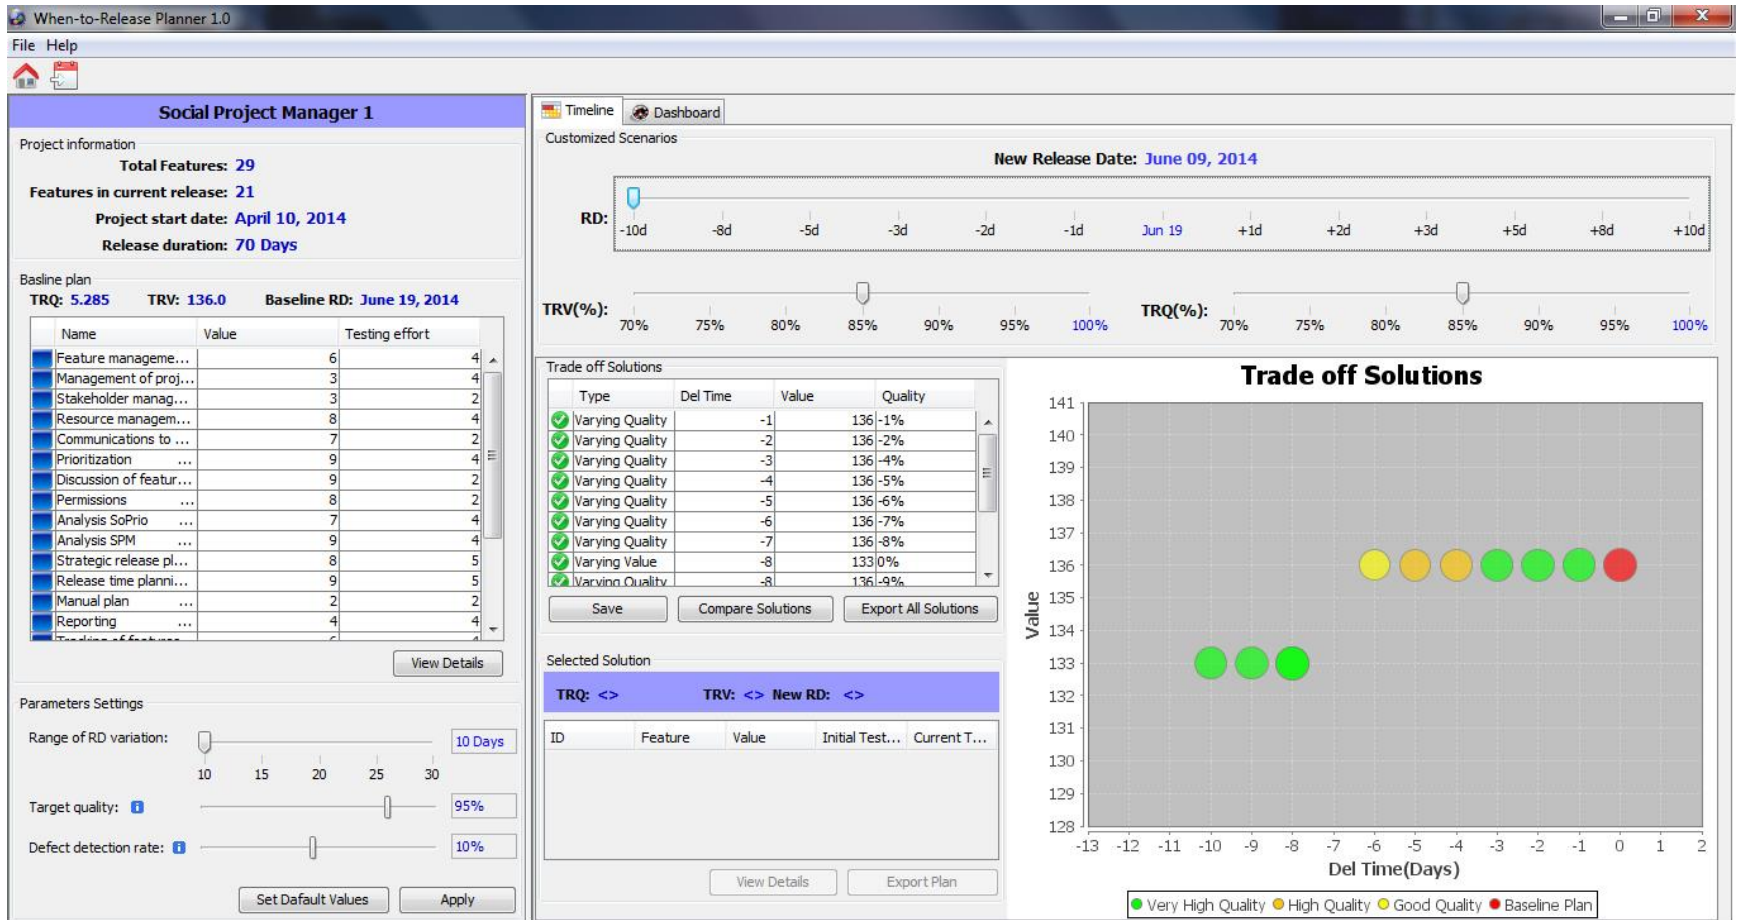 When-to-Release Planner 1.0
File Help
Social Project Manager 1
Project information
Total Features: 29
Features in current release: 21
Project start date: April 10, 2014
Release duration: 70 Days
Basline plan
TRQ: 5.285 TRV: 136.0 Baseline RD: June 19, 2014
Name Value Testing effort
Feature manageme... 6 4
Management of proj... 3 4
Stakeholder manag... 3 2
Resource managem... 8 4
Communications to ... 7 2
Prioritization ... 9 4
Discussion of featur... 9 2
Permissions ... 8 2
Analysis SoPrio ... 7 4
Analysis SPM ... 9 4
Strategic release pl... 8 5
Release time planni... 9 5
Manual plan ... 2 2
Reporting ... 4 4
Tracking of features
View Details
Parameters Settings
Range of RD variation: 10 Days
10 15 20 25 30
Target quality: 95%
Defect detection rate: 10%
Set Dafault Values Apply
Timeline Dashboard
Customized Scenarios
New Release Date: June 09, 2014
RD:
-10d -8d -5d -3d -2d -1d Jun 19 +1d +2d +3d +5d +8d +10d
TRV(%): 70% 75% 80% 85% 90% 95% 100%
TRQ(%): 70% 75% 80% 85% 90% 95% 100%
Trade off Solutions
Type Del Time Value Quality
Varying Quality -1 136 -1%
Varying Quality -2 136 -2%
Varying Quality -3 136 -4%
Varying Quality -4 136 -5%
Varying Quality -5 136 -6%
Varying Quality -6 136 -7%
Varying Quality -7 136 -8%
Varying Value -8 133 0%
Varying Quality -8 136 -9%
Save Compare Solutions Export All Solutions
Selected Solution
TRQ: <> TRV: <> New RD: <>
ID Feature Value Initial Test... Current T...
View Details Export Plan
Trade off Solutions
Value
141
140
139
138
137
136
135
134
133
132
131
130
129
128
-13 -12 -11 -10 -9 -8 -7 -6 -5 -4 -3 -2 -1 0 1 2
Del Time(Days)
Very High Quality High Quality Good Quality Baseline Plan